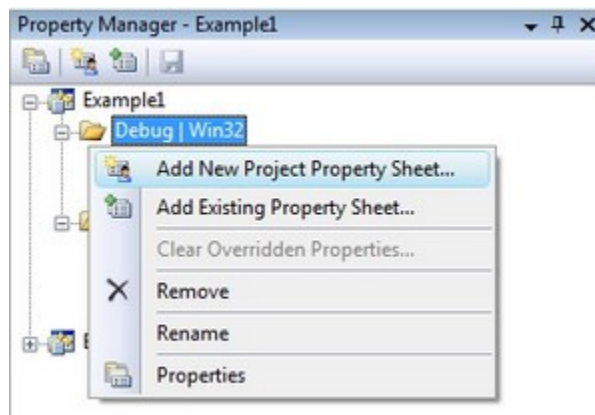 Property Manager - Example1
Example1
Debug | Win32
Add New Project Property Sheet...
Add Existing Property Sheet...
Clear Overridden Properties...
Remove
Rename
Properties